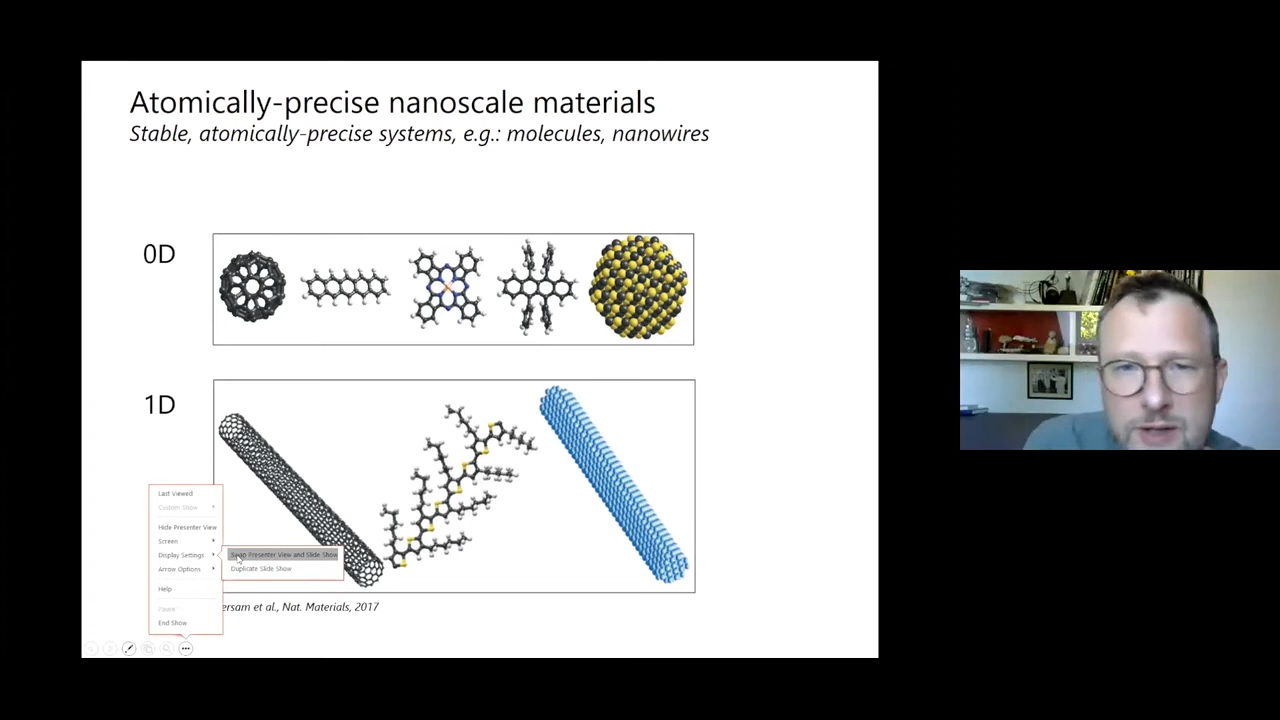 Atomically-precise nanoscale materials
Stable, atomically-precise systems, e.g.: molecules, nanowires
0D
1D
Last Viewed
Custom Show
Hide Presenter View
Screen
Display Settings
Swap Presenter View and Slide Show
Arrow Options
Duplicate Slide Show
Help
Pause
End Show
ersam et al., Nat. Materials, 2017